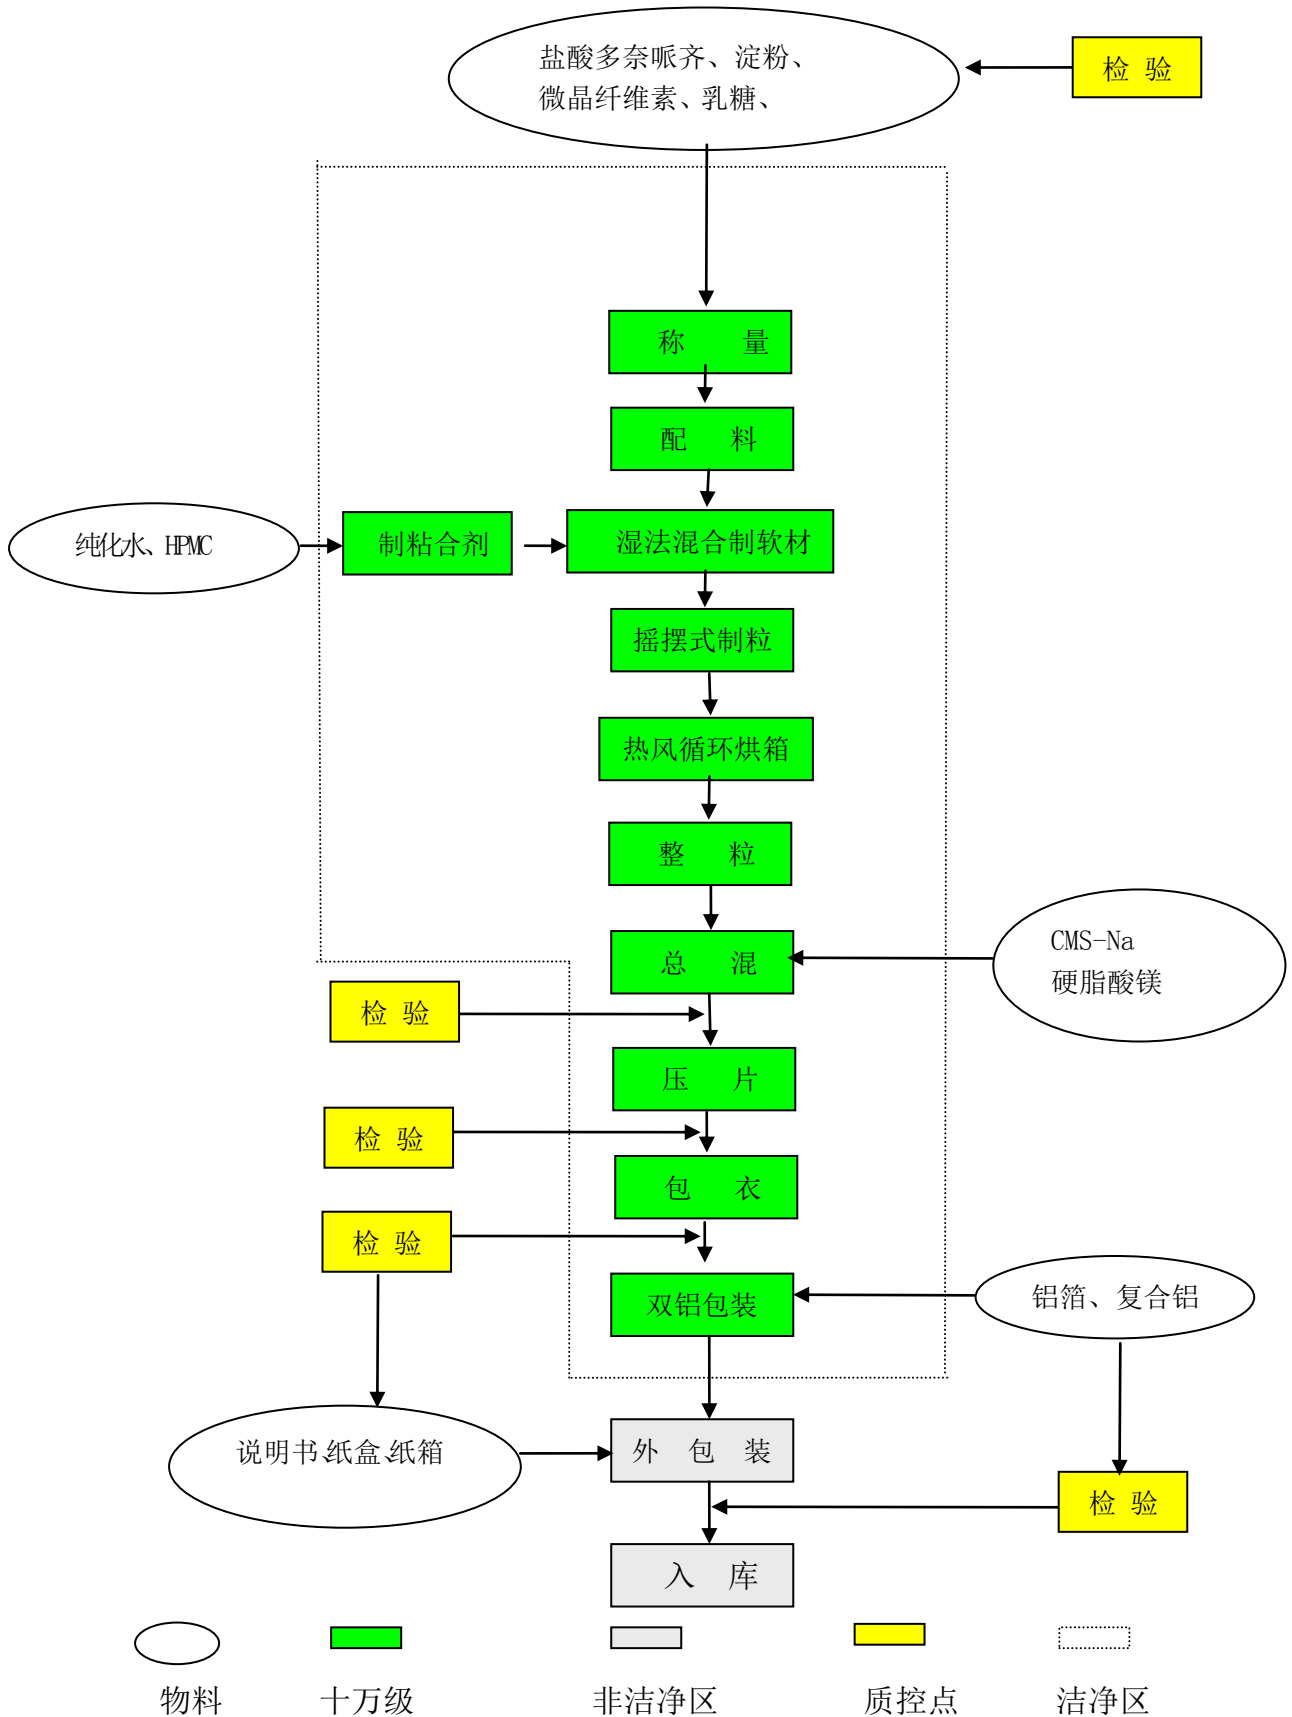 盐酸多奈哌齐、淀粉、
微晶纤维素、乳糖、
检 验
称 量
配 料
纯化水、HPMC
制粘合剂
湿法混合制软材
摇摆式制粒
热风循环烘箱
整 粒
总 混
CMS-Na
硬脂酸镁
检 验
压 片
检 验
包 衣
检 验
双铝包装
铝箔、复合铝
说明书、纸盒、纸箱
外 包 装
检 验
入 库
物料
十万级
非洁净区
质控点
洁净区